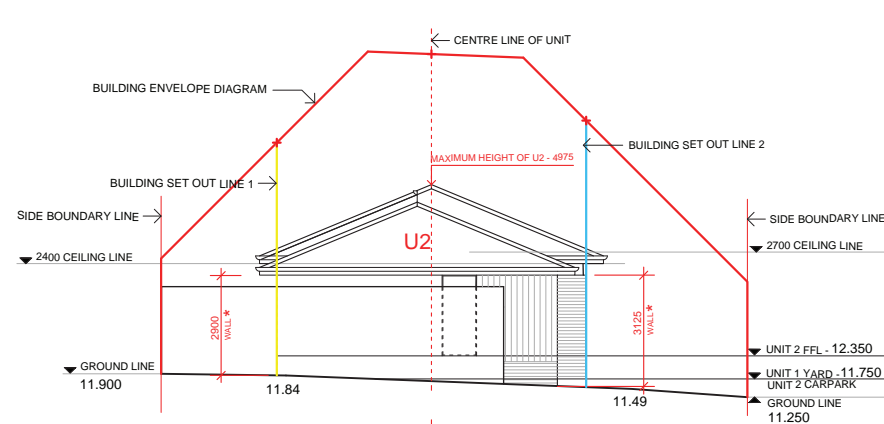 CENTRE LINE OF UNIT
BUILDING ENVELOPE DIAGRAM
BUILDING SET OUT LINE 2
MAXIMUM HEIGHT OF U2 - 4975
BUILDING SET OUT LINE 1
SIDE BOUNDARY LINE
SIDE BOUNDARY LINE
U2
2400 CEILING LINE
2700 CEILING LINE
2900
WALL *
3125
WALL *
UNIT 2 FFL - 12.350
GROUND LINE
11.900
UNIT 1 YARD -11.750
UNIT 2 CARPARK
11.84
11.49
GROUND LINE
11.250